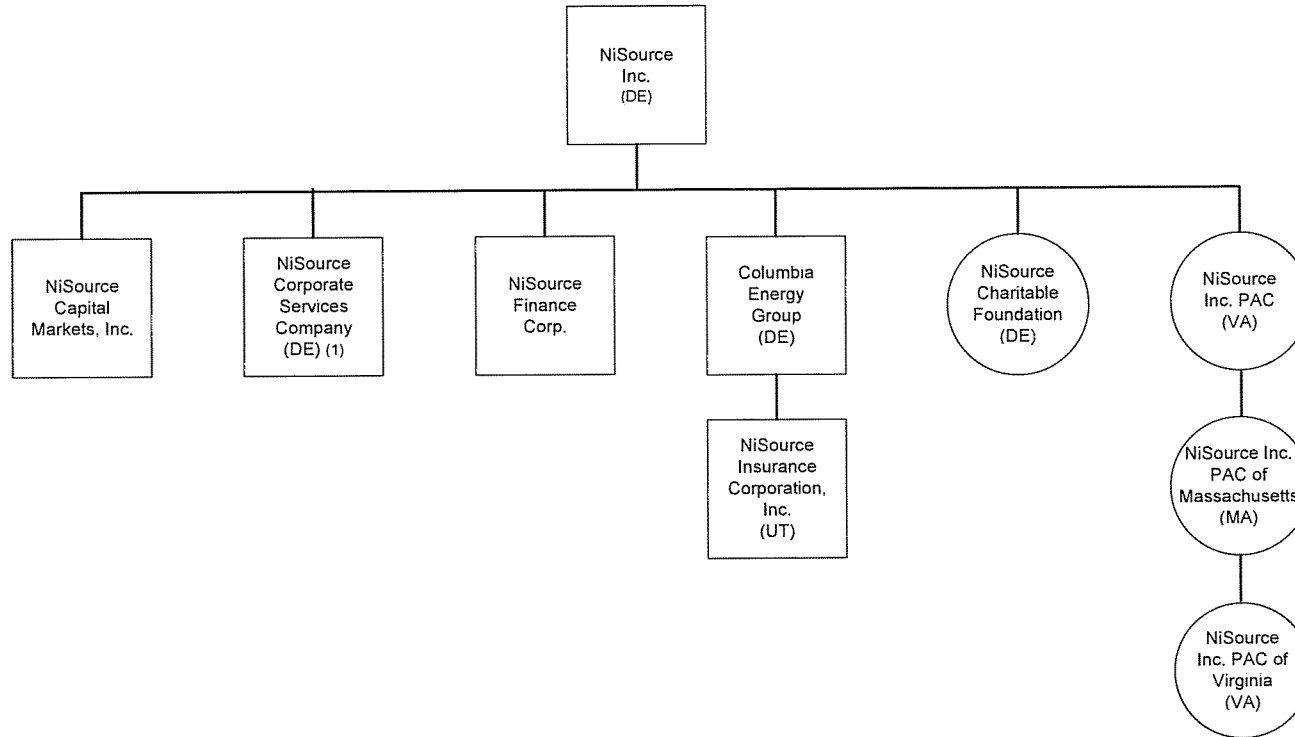 NiSource
Inc.
(DE)
NiSource
Capital
Markets, Inc.
NiSource
Corporate
Services
Company
(DE) (1)
NiSource
Finance
Corp.
Columbia
Energy
Group
(DE)
NiSource
Charitable
Foundation
(DE)
NiSource
Inc. PAC
(VA)
NiSource
Insurance
Corporation,
Inc.
(UT)
NiSource Inc.
PAC of
Massachusetts
(MA)
NiSource
Inc. PAC of
Virginia
(VA)